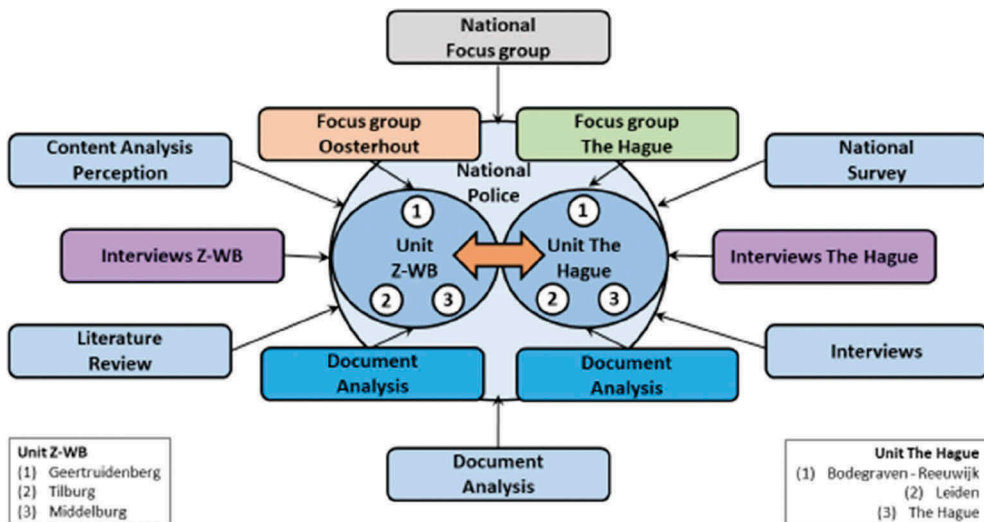 National
Focus group
Focus group
Oosterhout
Focus group
The Hague
Content Analysis
Perception
National
Police
National
Survey
1
1
Interviews Z-WB
Unit
Z-WB
Unit The
Hague
Interviews The Hague
2
3
2
3
Literature
Review
Document
Analysis
Document
Analysis
Interviews
Document
Analysis
Unit Z-WB
(1) Geertruidenberg
(2) Tilburg
(3) Middelburg
Unit The Hague
(1) Bodegraven - Reeuwijk
(2) Leiden
(3) The Hague